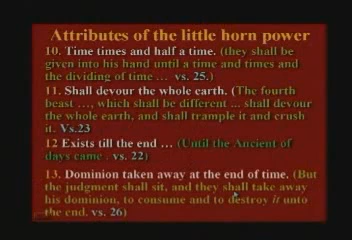 Attributes of the little horn power
10. Time times and half a time. (they shall be
given into his hand until a time and times and
the dividing of time ... vs. 25.)
11. Shall devour the whole earth. (The fourth
beast ..., which shall be different ... shall devour
the whole earth, and shall trample it and crush
it. Vs.23
12 Exists till the end ... (Until the Ancient of
days came . vs. 22)
13. Dominion taken away at the end of time. (But
the judgment shall sit, and they shall take away
his dominion, to consume and to destroy it unto
the end. vs. 26)